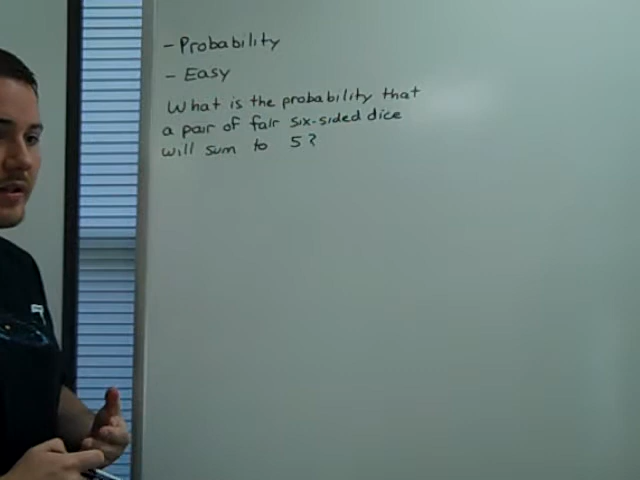 - Probability
- Easy
What is the probability that
a pair of fair six-sided dice
will sum to 5?